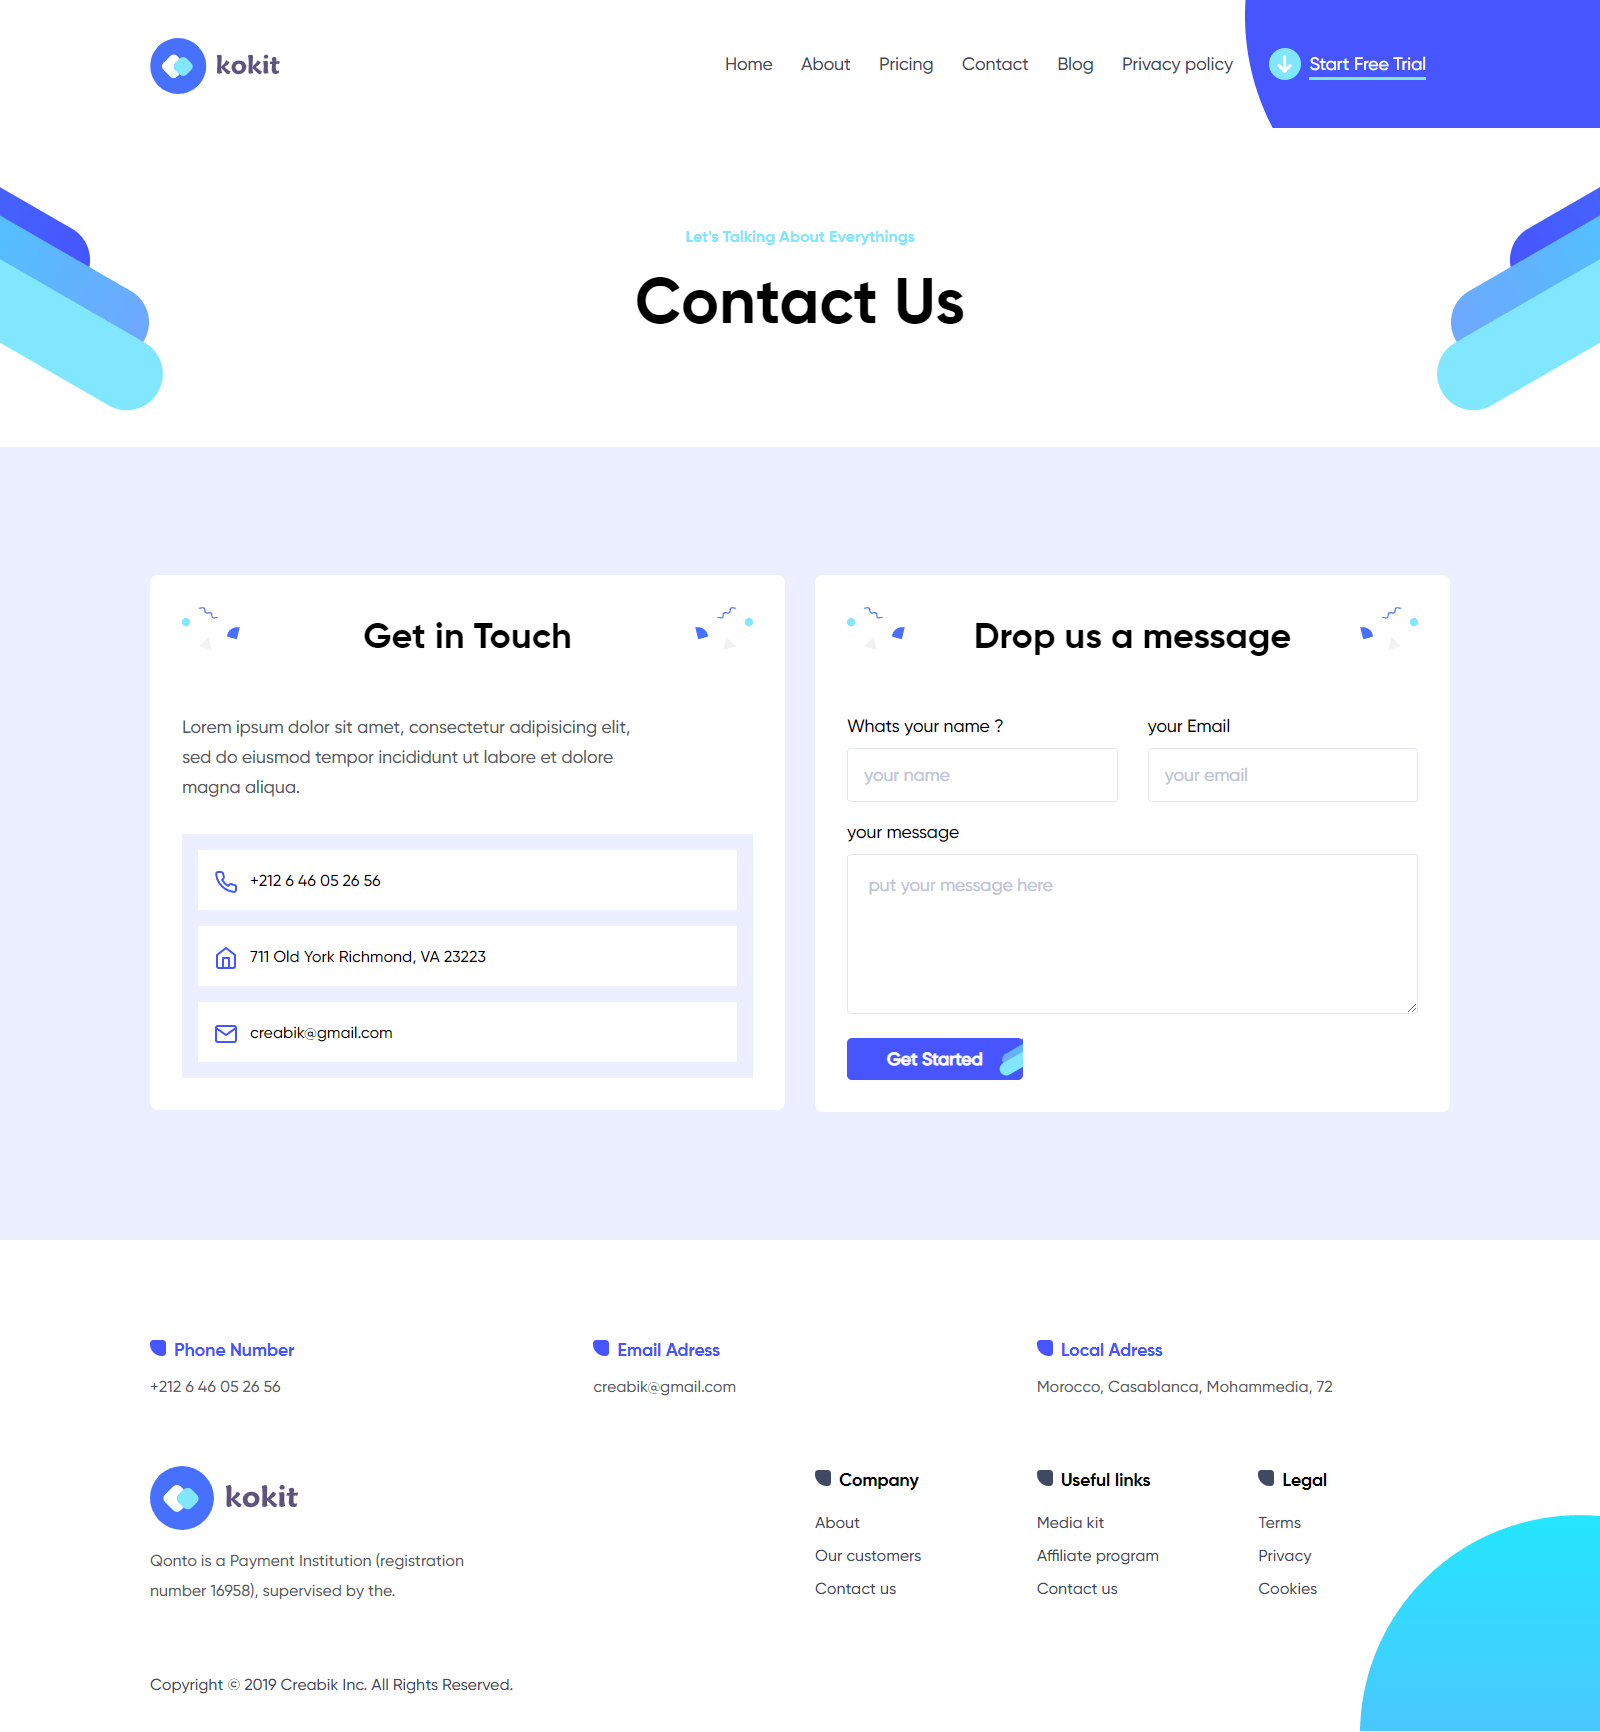 kokit
Home About Pricing Contact Blog Privacy policy Start Free Trial
Let's Talking About Everythings
Contact Us
Get in Touch
Lorem ipsum dolor sit amet, consectetur adipisicing elit,
sed do eiusmod tempor incididunt ut labore et dolore
magna aliqua.
+212 6 46 05 26 56
711 Old York Richmond, VA 23223
creabik@gmail.com
Drop us a message
Whats your name ? your Email
your name your email
your message
put your message here
Get Started
Phone Number Email Adress Local Adress
+212 6 46 05 26 56 creabik@gmail.com Morocco, Casablanca, Mohammedia, 72
kokit
Qonto is a Payment Institution (registration
number 16958), supervised by the.
Company
About
Our customers
Contact us
Useful links
Media kit
Affiliate program
Contact us
Legal
Terms
Privacy
Cookies
Copyright © 2019 Creabik Inc. All Rights Reserved.